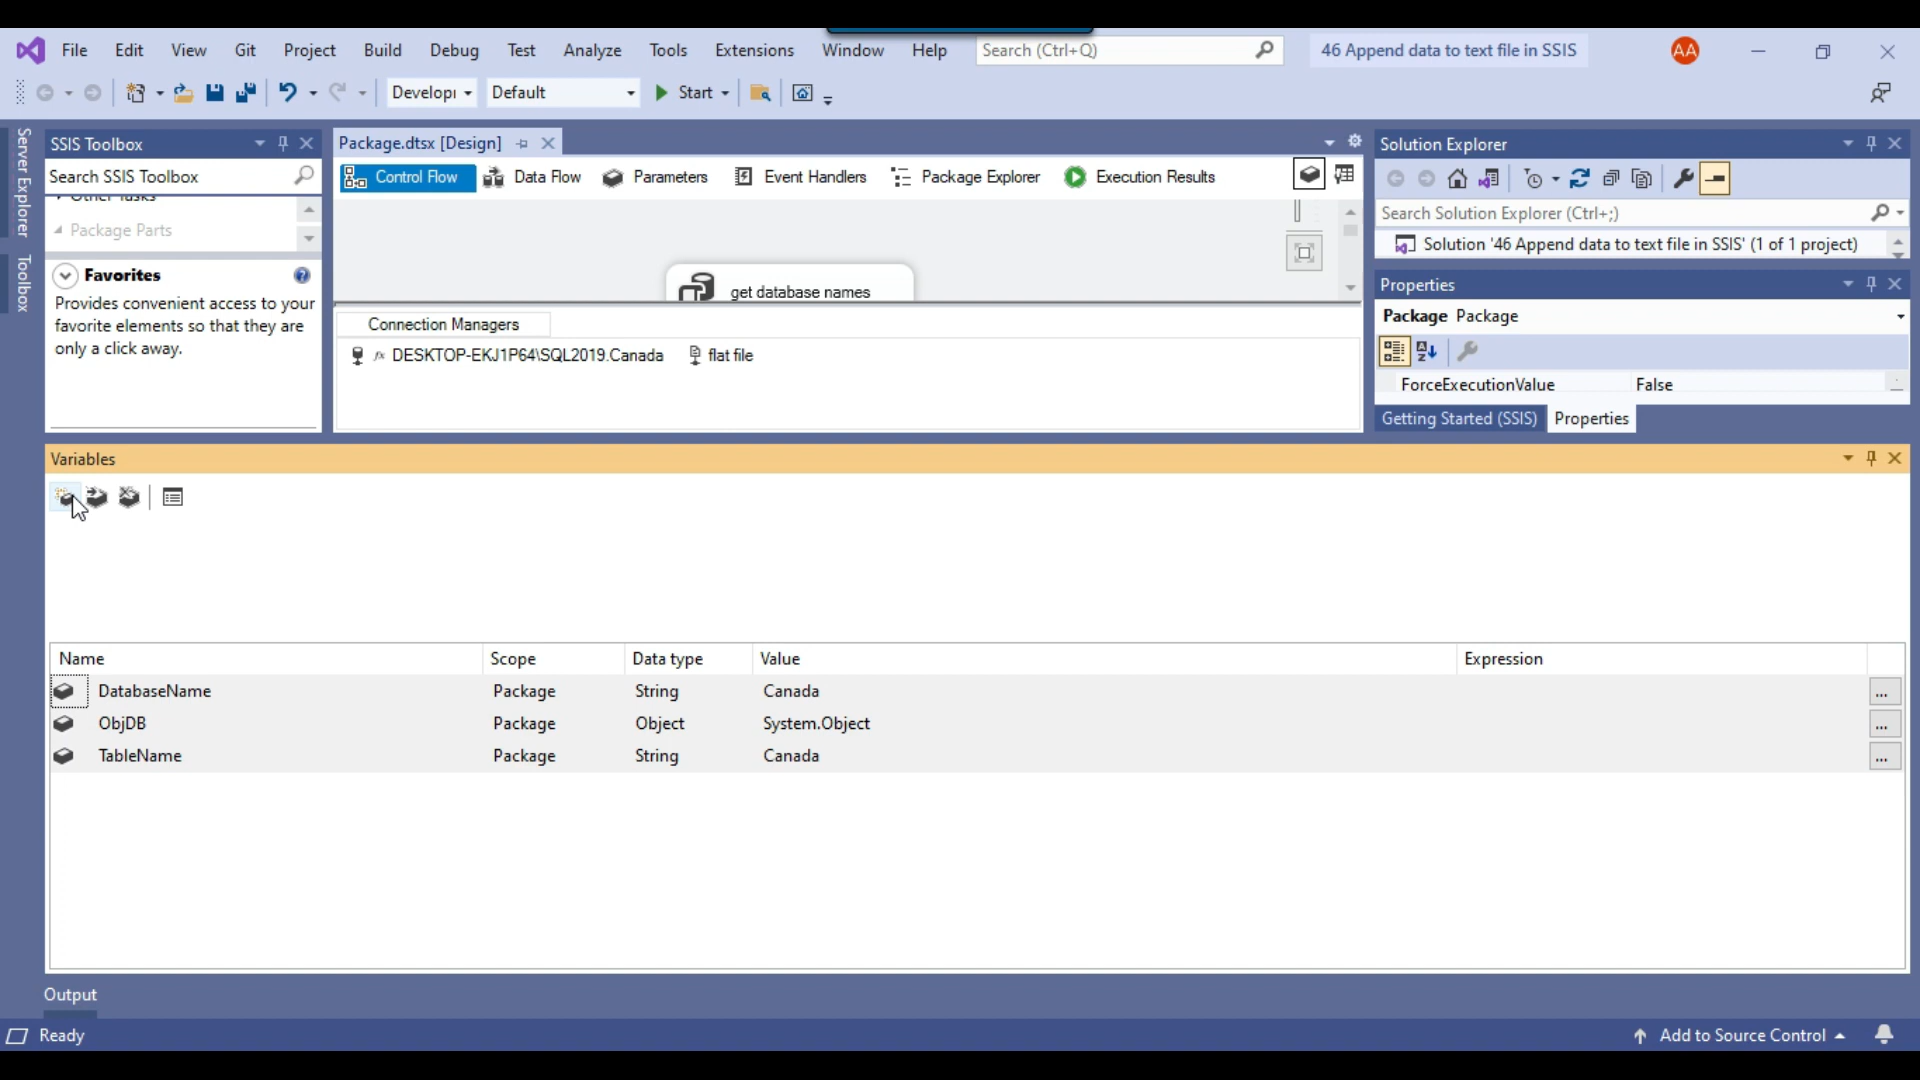 File Edit View Git Project Build Debug Test Analyze Tools Extensions Window Help Search (Ctrl+Q) 46 Append data to text file in SSIS AA
Developı Default Start
Server Explorer
Toolbox
SSIS Toolbox
Search SSIS Toolbox
Other Tasks
Package Parts
Favorites
Provides convenient access to your
favorite elements so that they are
only a click away.
Package.dtsx [Design]
Control Flow Data Flow Parameters Event Handlers Package Explorer Execution Results
get database names
Connection Managers
fx DESKTOP-EKJ1P64\SQL2019.Canada flat file
Solution Explorer
Search Solution Explorer (Ctrl+;)
Solution '46 Append data to text file in SSIS' (1 of 1 project)
Properties
Package Package
ForceExecutionValue False
Getting Started (SSIS) Properties
Variables
Name Scope Data type Value Expression
DatabaseName Package String Canada ...
ObjDB Package Object System.Object ...
TableName Package String Canada ...
Output
Ready Add to Source Control